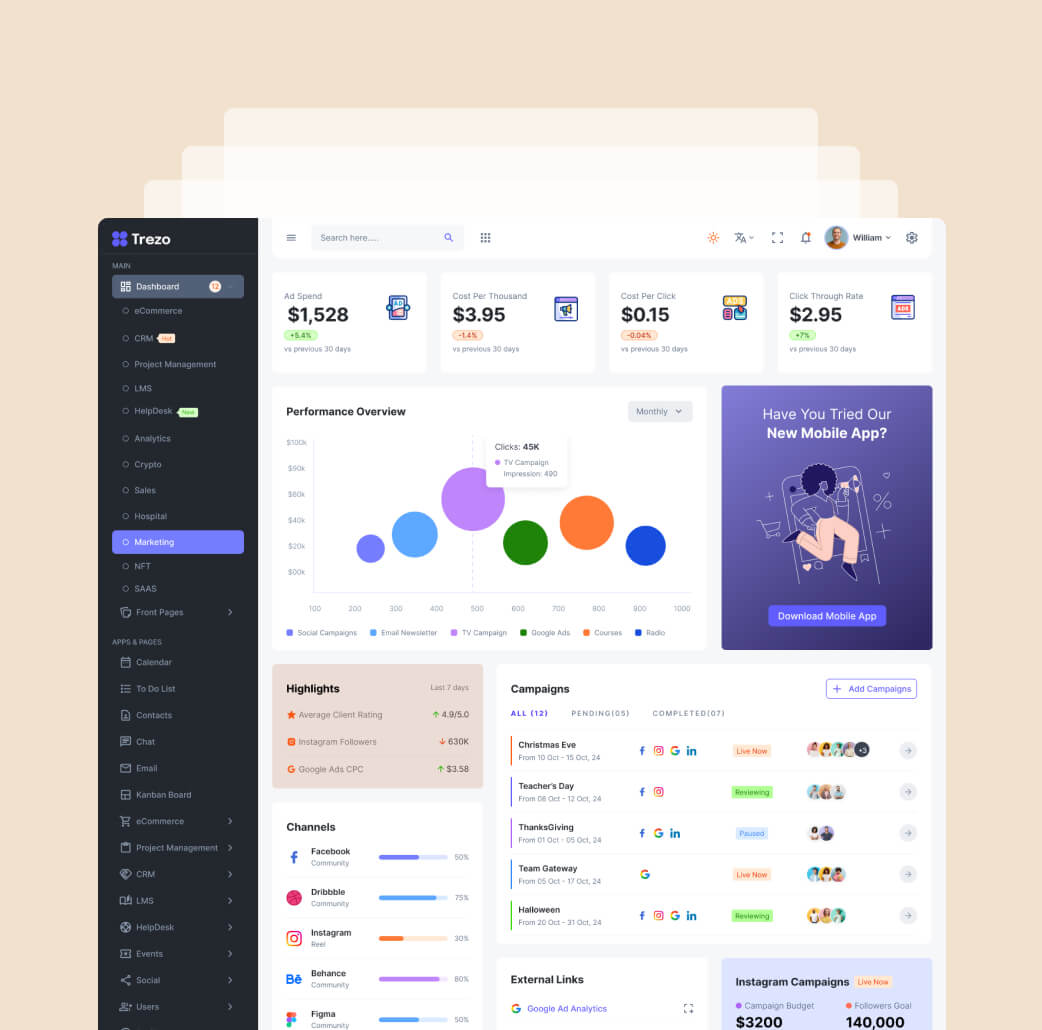 Trezo
MAIN
Dashboard 12
eCommerce
CRM Hot
Project Management
LMS
HelpDesk New
Analytics
Crypto
Sales
Hospital
Marketing
NFT
SAAS
Front Pages
APPS & PAGES
Calendar
To Do List
Contacts
Chat
Email
Kanban Board
eCommerce
Project Management
CRM
LMS
HelpDesk
Events
Social
Users
Search here.....
William
Ad Spend
$1,528
+5.4%
vs previous 30 days
ADS
Cost Per Thousand
$3.95
-1.4%
vs previous 30 days
Cost Per Click
$0.15
-0.04%
vs previous 30 days
ADS
Click Through Rate
$2.95
+7%
vs previous 30 days
ADS
Performance Overview
Monthly
$100k
$90k
$60k
$40k
$20k
$00k
Clicks: 45K
TV Campaign
Impression: 490
100 200 300 400 500 600 700 800 900 1000
Social Campaigns Email Newsletter TV Campaign Google Ads Courses Radio
Have You Tried Our
New Mobile App?
Download Mobile App
Highlights Last 7 days
Average Client Rating 4.9/5.0
Instagram Followers 630K
Google Ads CPC $3.58
Channels
Facebook
Community
50%
Dribbble
Community
75%
Instagram
Reel
30%
Bē Behance
Community
80%
Figma
Community
50%
Campaigns
Add Campaigns
ALL (12) PENDING(05) COMPLETED(07)
Christmas Eve
From 10 Oct - 15 Oct, 24
Live Now
+3
Teacher's Day
From 08 Oct - 12 Oct, 24
Reviewing
ThanksGiving
From 01 Oct - 05 Oct, 24
Paused
Team Gateway
From 05 Oct - 17 Oct, 24
Live Now
Halloween
From 20 Oct - 31 Oct, 24
Reviewing
External Links
Google Ad Analytics
Instagram Campaigns Live Now
Campaign Budget
$3200
Followers Goal
140,000